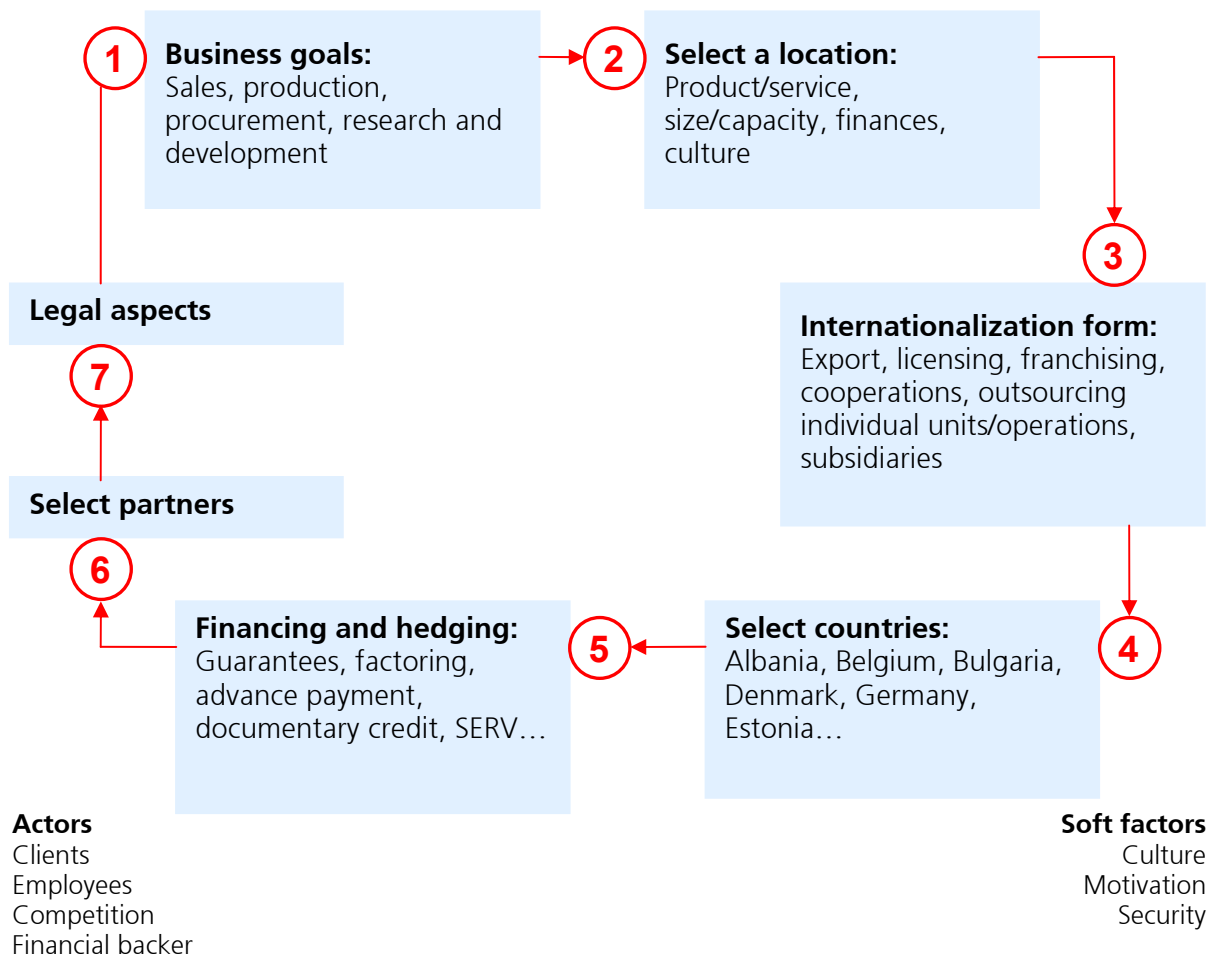 1
Business goals:
Sales, production,
procurement, research and
development
2
Select a location:
Product/service,
size/capacity, finances,
culture
3
Internationalization form:
Export, licensing, franchising,
cooperations, outsourcing
individual units/operations,
subsidiaries
4
Select countries:
Albania, Belgium, Bulgaria,
Denmark, Germany,
Estonia…
5
Financing and hedging:
Guarantees, factoring,
advance payment,
documentary credit, SERV…
6
Select partners
7
Legal aspects
Actors
Clients
Employees
Competition
Financial backer
Soft factors
Culture
Motivation
Security